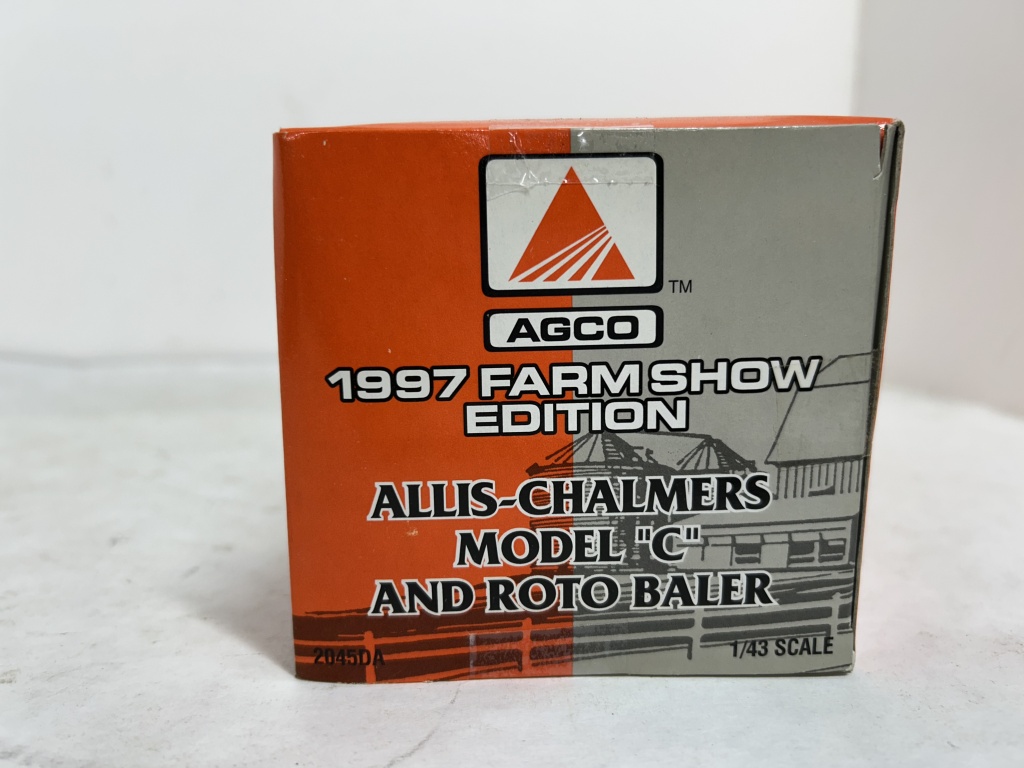 TM
AGCO
1997 FARM SHOW
EDITION
ALLIS-CHALMERS
MODEL "C"
AND ROTO BALER
2045DA
1/43 SCALE